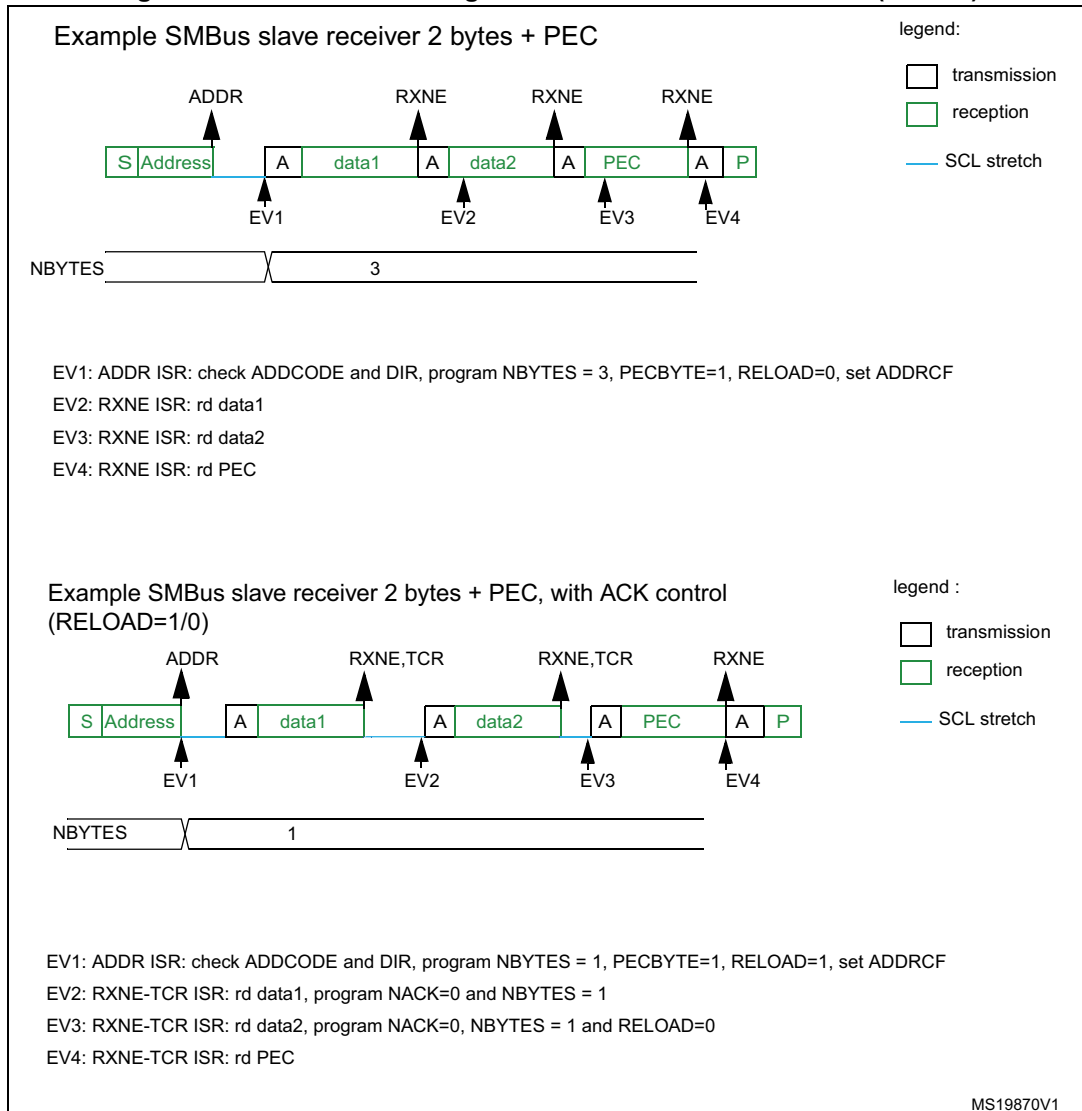 Example SMBus slave receiver 2 bytes + PEC
legend:
transmission
reception
SCL stretch
ADDR RXNE RXNE RXNE
S Address A data1 A data2 A PEC A P
EV1 EV2 EV3 EV4
NBYTES 3
EV1: ADDR ISR: check ADDCODE and DIR, program NBYTES = 3, PECBYTE=1, RELOAD=0, set ADDRCF
EV2: RXNE ISR: rd data1
EV3: RXNE ISR: rd data2
EV4: RXNE ISR: rd PEC
Example SMBus slave receiver 2 bytes + PEC, with ACK control
(RELOAD=1/0)
legend :
transmission
reception
SCL stretch
ADDR RXNE,TCR RXNE,TCR RXNE
S Address A data1 A data2 A PEC A P
EV1 EV2 EV3 EV4
NBYTES 1
EV1: ADDR ISR: check ADDCODE and DIR, program NBYTES = 1, PECBYTE=1, RELOAD=1, set ADDRCF
EV2: RXNE-TCR ISR: rd data1, program NACK=0 and NBYTES = 1
EV3: RXNE-TCR ISR: rd data2, program NACK=0, NBYTES = 1 and RELOAD=0
EV4: RXNE-TCR ISR: rd PEC
MS19870V1